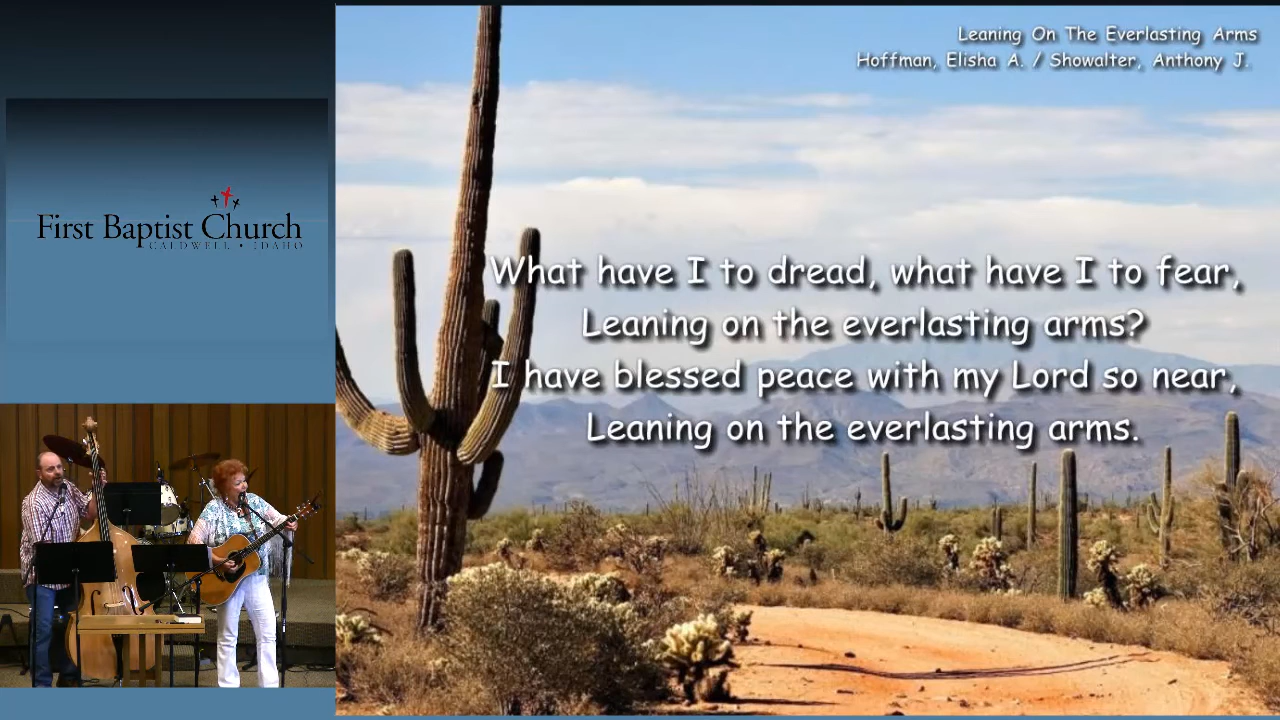 First Baptist Church
CALDWELL • IDAHO
Leaning On The Everlasting Arms
Hoffman, Elisha A. / Showalter, Anthony J.
What have I to dread, what have I to fear,
Leaning on the everlasting arms?
I have blessed peace with my Lord so near,
Leaning on the everlasting arms.